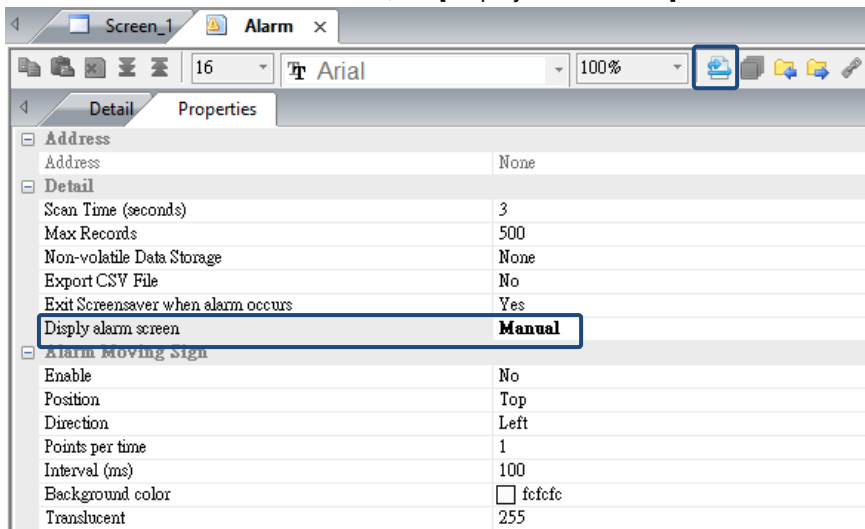 Screen_1 Alarm ×
16 Arial 100%
Detail Properties
Address
Address None
Detail
Scan Time (seconds) 3
Max Records 500
Non-volatile Data Storage None
Export CSV File No
Exit Screensaver when alarm occurs Yes
Disply alarm screen Manual
Alarm Moving Sign
Enable No
Position Top
Direction Left
Points per time 1
Interval (ms) 100
Background color fcfcfc
Translucent 255